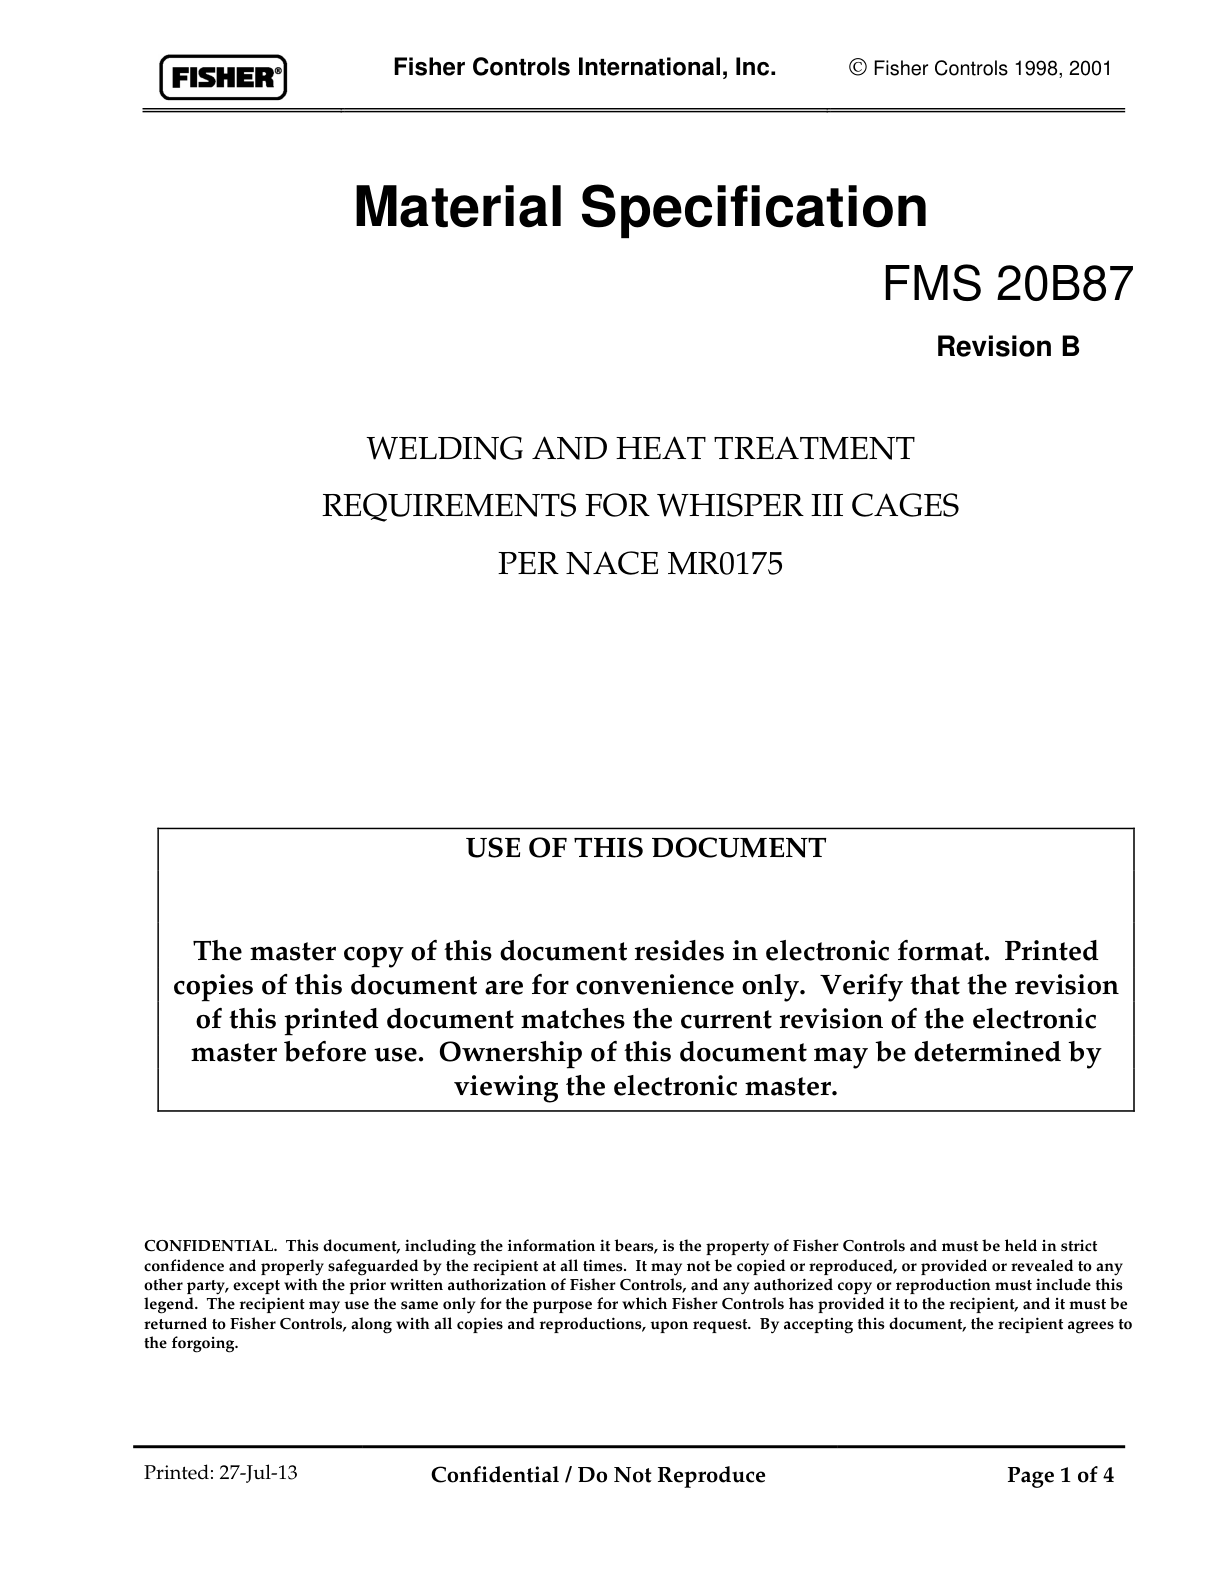 FISHER®
Fisher Controls International, Inc.
© Fisher Controls 1998, 2001
Material Specification
FMS 20B87
Revision B
WELDING AND HEAT TREATMENT
REQUIREMENTS FOR WHISPER III CAGES
PER NACE MR0175
USE OF THIS DOCUMENT
The master copy of this document resides in electronic format.  Printed
copies of this document are for convenience only.  Verify that the revision
of this printed document matches the current revision of the electronic
master before use.  Ownership of this document may be determined by
viewing the electronic master.
CONFIDENTIAL.  This document, including the information it bears, is the property of Fisher Controls and must be held in strict
confidence and properly safeguarded by the recipient at all times.  It may not be copied or reproduced, or provided or revealed to any
other party, except with the prior written authorization of Fisher Controls, and any authorized copy or reproduction must include this
legend.  The recipient may use the same only for the purpose for which Fisher Controls has provided it to the recipient, and it must be
returned to Fisher Controls, along with all copies and reproductions, upon request.  By accepting this document, the recipient agrees to
the forgoing.
Printed: 27-Jul-13
Confidential / Do Not Reproduce
Page 1 of 4